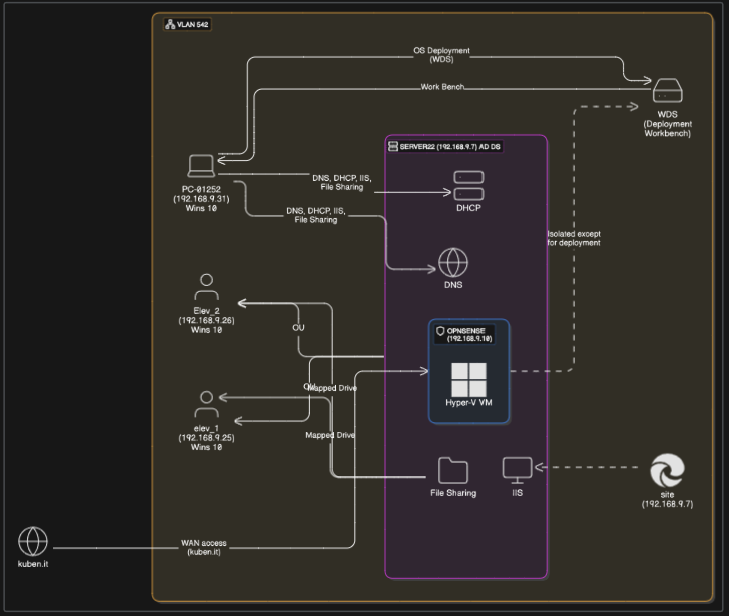 VLAN 542
OS Deployment
(WDS)
Work Bench
WDS
(Deployment
Workbench)
SERVER22 (192.168.9.7) AD DS
PC-01252
(192.168.9.31)
Wins 10
DNS, DHCP, IIS,
File Sharing
DHCP
DNS, DHCP, IIS,
File Sharing
Isolated except
for deployment
DNS
Elev_2
(192.168.9.26)
Wins 10
OU
OPNSENSE
(192.168.9.10)
OU
Mapped Drive
Hyper-V VM
elev_1
(192.168.9.25)
Wins 10
Mapped Drive
File Sharing
IIS
site
(192.168.9.7)
WAN access
(kuben.it)
kuben.it